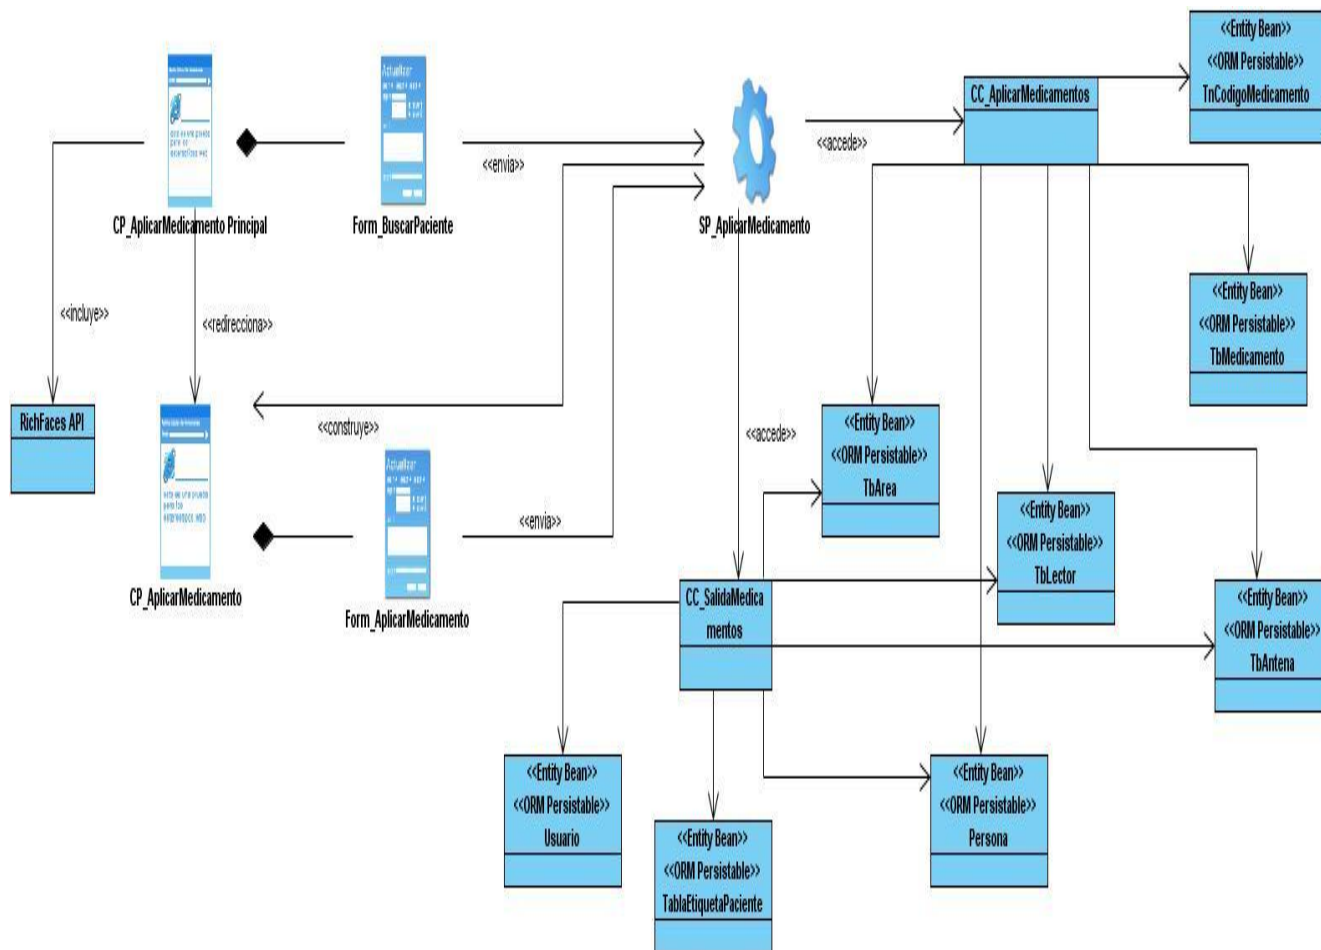 <<Entity Bean>>
<<ORM Persistable>>
TnCodigoMedicamento
CC_AplicarMedicamentos
<<accede>>
Actualizar
<<envia>>
CP_AplicarMedicamento Principal
Form_BuscarPaciente
SP_AplicarMedicamento
<<Entity Bean>>
<<ORM Persistable>>
TbMedicamento
<<incluye>>
<<redirecciona>>
RichFaces API
<<construye>>
<<accede>>
<<Entity Bean>>
<<ORM Persistable>>
TbArea
Actualizar
<<envia>>
<<Entity Bean>>
<<ORM Persistable>>
TbLector
CP_AplicarMedicamento
Form_AplicarMedicamento
CC_SalidaMedica
mentos
<<Entity Bean>>
<<ORM Persistable>>
TbAntena
<<Entity Bean>>
<<ORM Persistable>>
Usuario
<<Entity Bean>>
<<ORM Persistable>>
TablaEtiquetaPaciente
<<Entity Bean>>
<<ORM Persistable>>
Persona